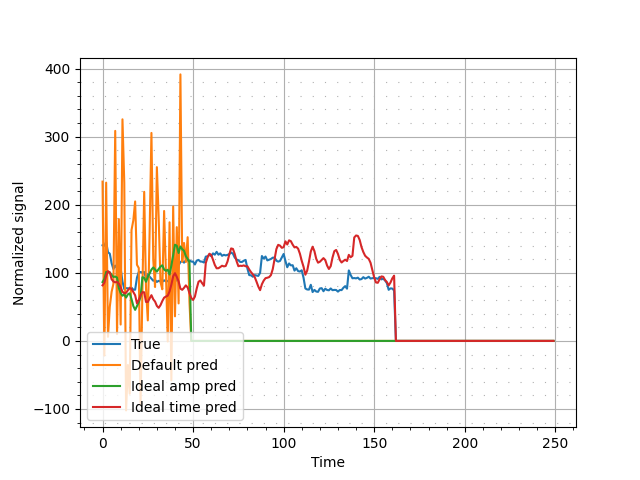 400
300
200
100
0
−100
Normalized signal
True
Default pred
Ideal amp pred
Ideal time pred
0 50 100 150 200 250
Time